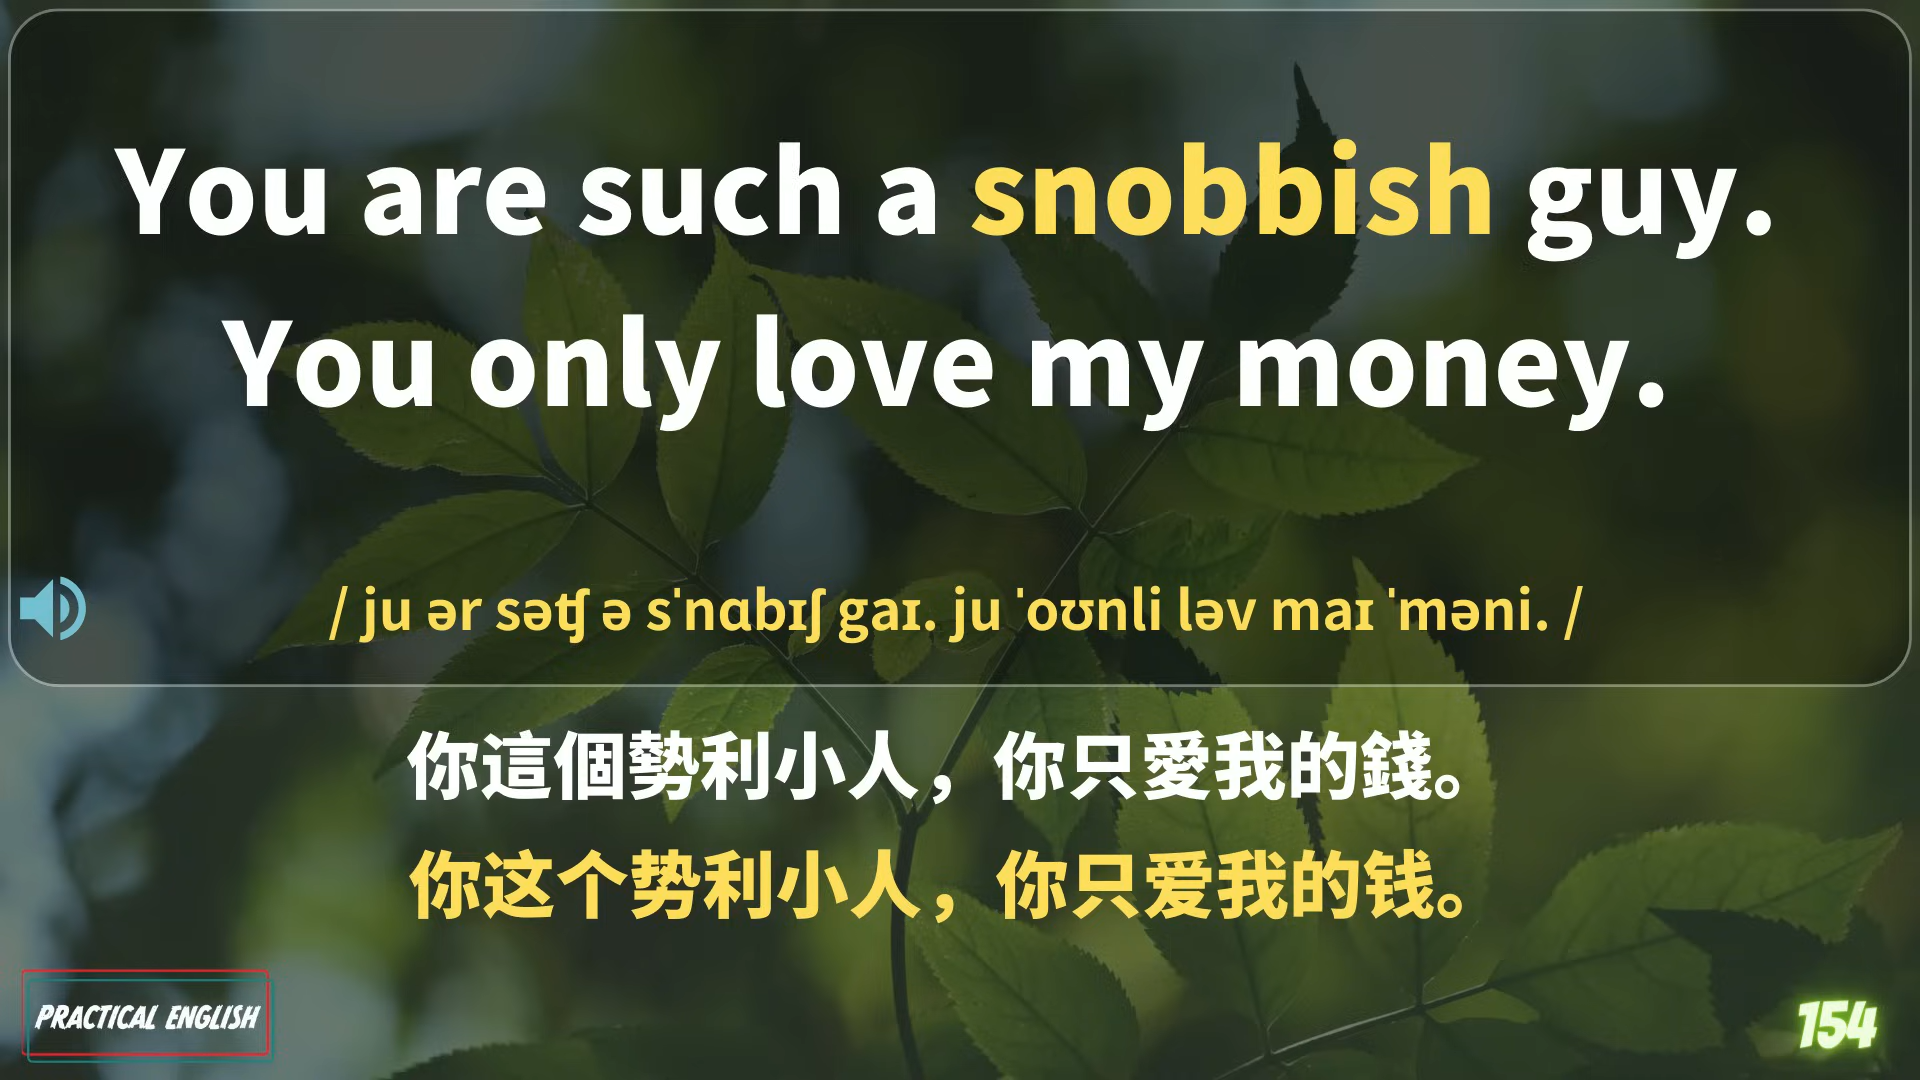 You are such a snobbish guy.
You only love my money.
/ ju ər səʧ ə sˈnɑbɪʃ gaɪ. ju ˈoʊnli ləv maɪ ˈməni. /
你這個勢利小人，你只愛我的錢。
你这个势利小人，你只爱我的钱。
PRACTICAL ENGLISH
154